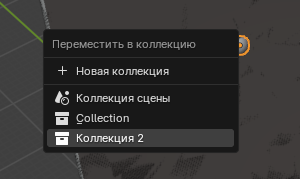 Переместить в коллекцию
Новая коллекция
Коллекция сцены
Collection
Коллекция 2